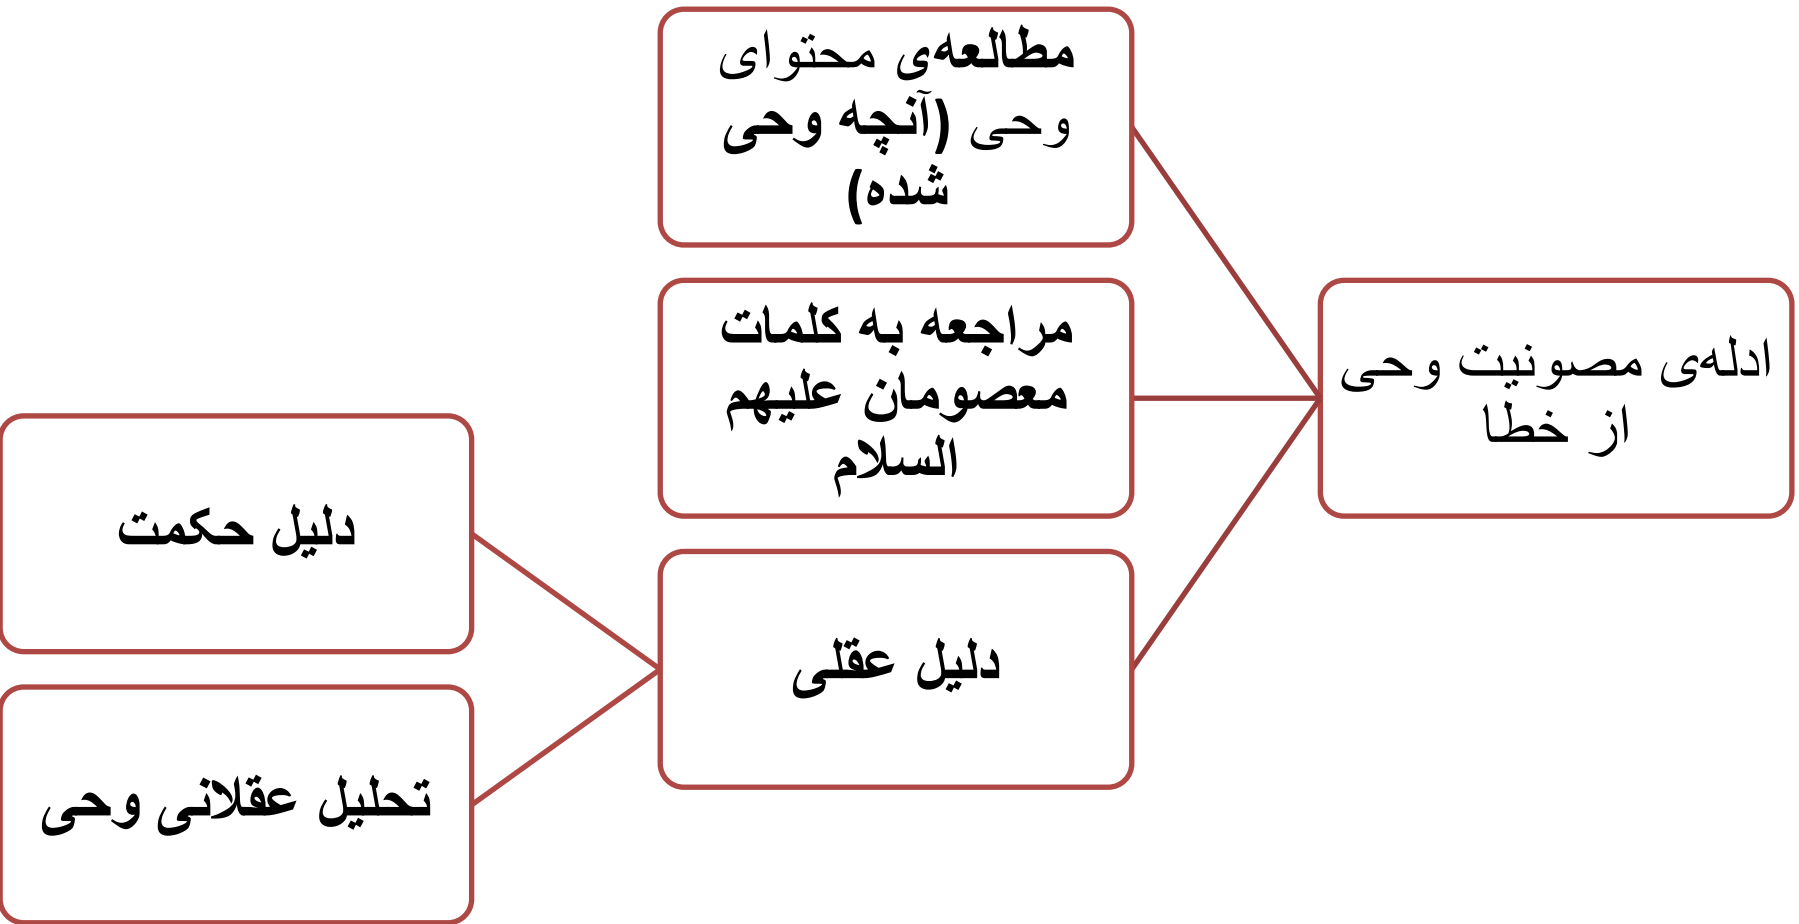 ادله‌ی مصونیت وحی
از خطا
مطالعه‌ی محتوای
وحی (آنچه وحی
شده)
مراجعه به کلمات
معصومان علیهم
السلام
دلیل عقلی
دلیل حکمت
تحلیل عقلانی وحی